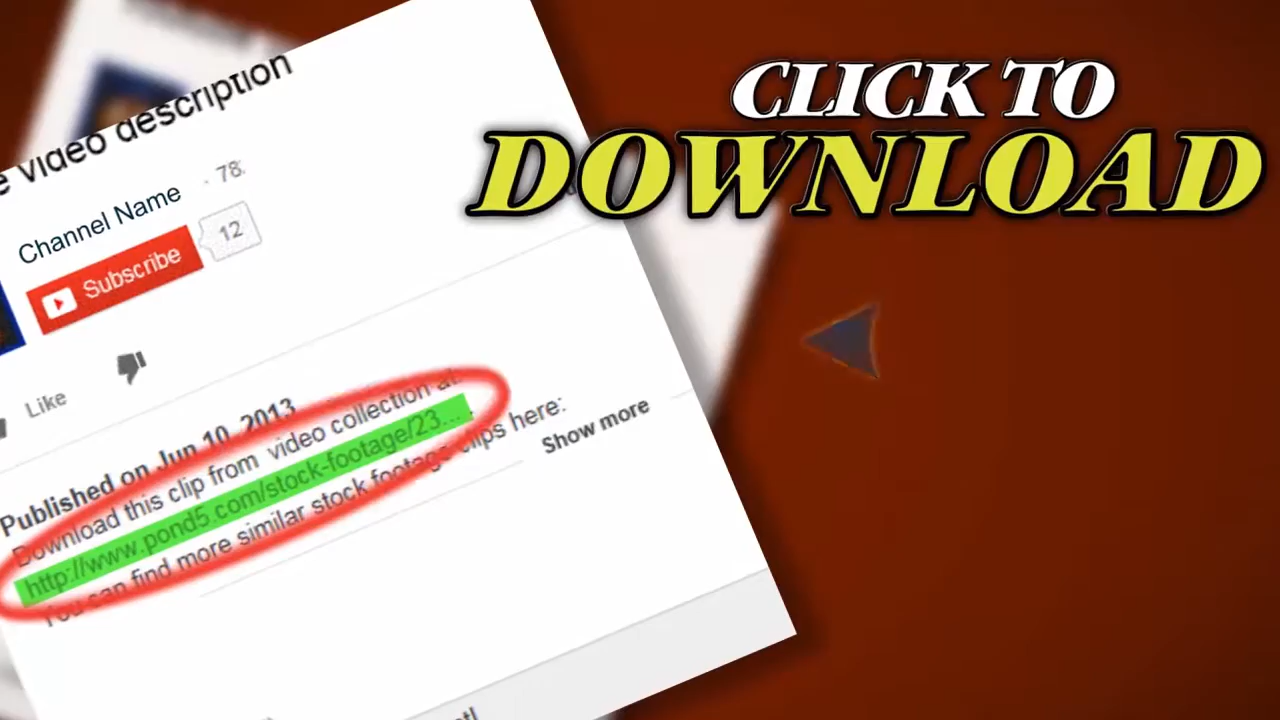 CLICK TO
DOWNLOAD
video description
Channel Name
78
Subscribe
12
Like
Published on Jun 10, 2013
Download this clip from video collection at
http://www.pond5.com/stock-footage/23...
You can find more similar stock footage clips here:
Show more